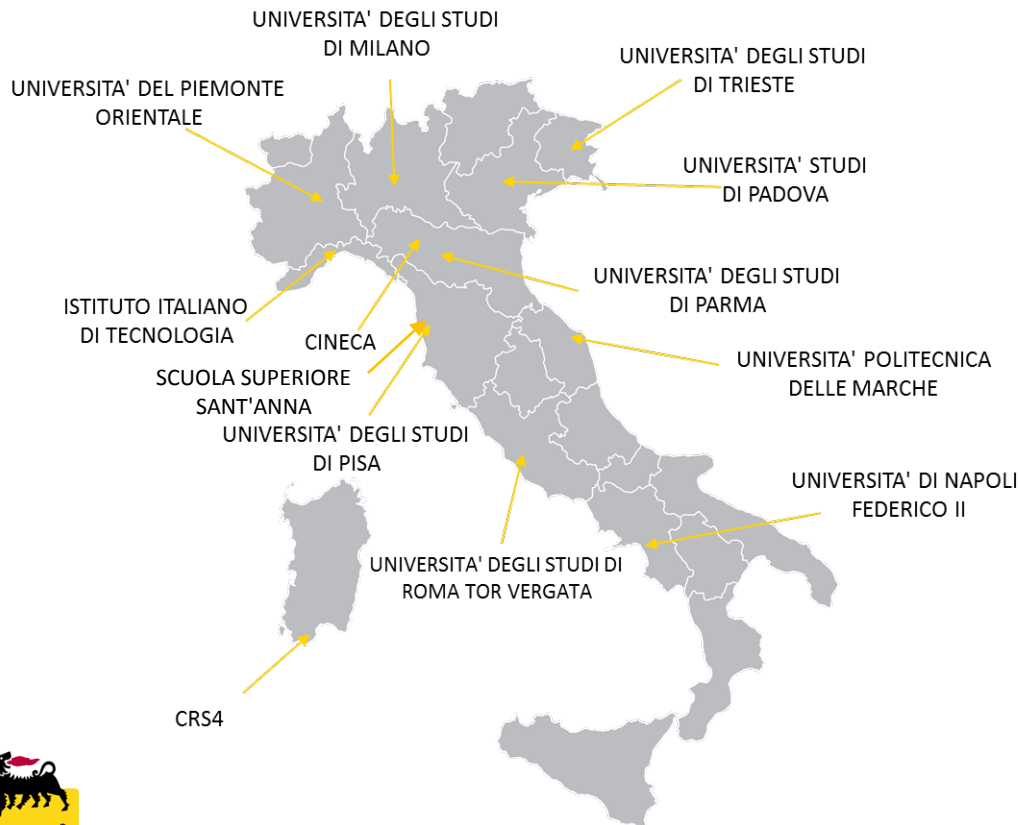 UNIVERSITA' DEGLI STUDI
DI MILANO
UNIVERSITA' DEGLI STUDI
DI TRIESTE
UNIVERSITA' DEL PIEMONTE
ORIENTALE
UNIVERSITA' STUDI
DI PADOVA
UNIVERSITA' DEGLI STUDI
DI PARMA
ISTITUTO ITALIANO
DI TECNOLOGIA
CINECA
UNIVERSITA' POLITECNICA
DELLE MARCHE
SCUOLA SUPERIORE
SANT'ANNA
UNIVERSITA' DEGLI STUDI
DI PISA
UNIVERSITA' DI NAPOLI
FEDERICO II
UNIVERSITA' DEGLI STUDI DI
ROMA TOR VERGATA
CRS4